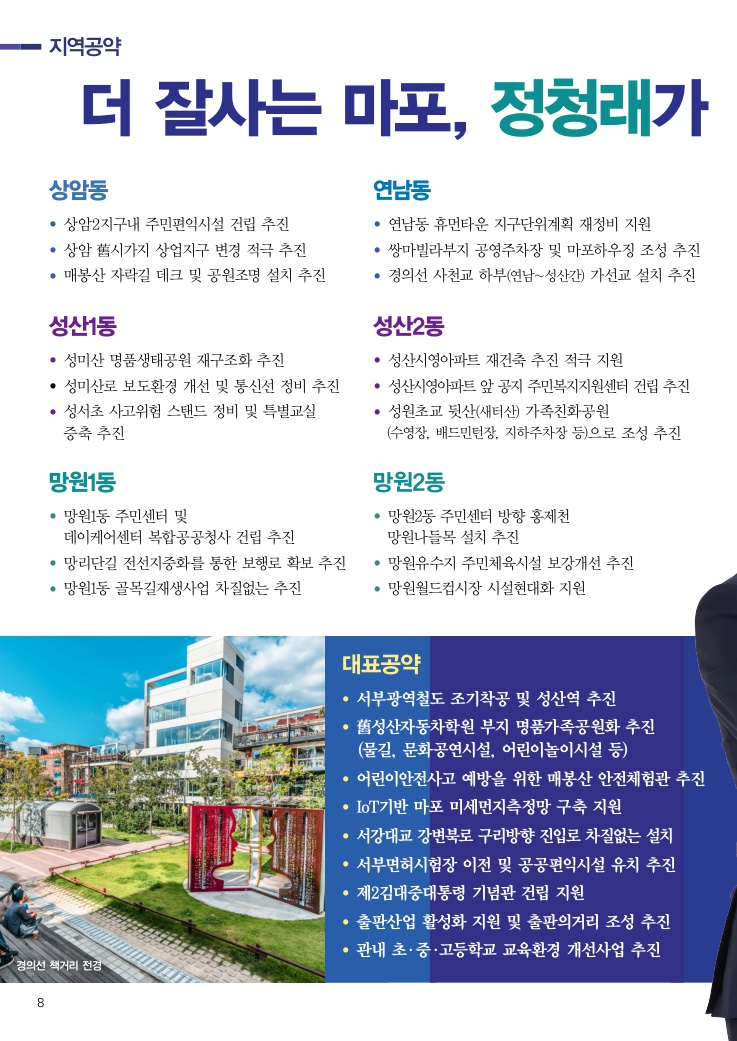 지역공약
더 잘사는 마포, 정청래가
상암동
• 상암2지구내 주민편익시설 건립 추진
• 상암 舊시가지 상업지구 변경 적극 추진
• 매봉산 자락길 데크 및 공원조명 설치 추진
연남동
• 연남동 휴먼타운 지구단위계획 재정비 지원
• 쌍마빌라부지 공영주차장 및 마포하우징 조성 추진
• 경의선 사천교 하부(연남~성산간) 가선교 설치 추진
성산1동
• 성미산 명품생태공원 재구조화 추진
• 성미산로 보도환경 개선 및 통신선 정비 추진
• 성서초 사고위험 스탠드 정비 및 특별교실
증축 추진
성산2동
• 성산시영아파트 재건축 추진 적극 지원
• 성산시영아파트 앞 공지 주민복지지원센터 건립 추진
• 성원초교 뒷산(새터산) 가족친화공원
(수영장, 배드민턴장, 지하주차장 등)으로 조성 추진
망원1동
• 망원1동 주민센터 및
데이케어센터 복합공공청사 건립 추진
• 망리단길 전선지중화를 통한 보행로 확보 추진
• 망원1동 골목길재생사업 차질없는 추진
망원2동
• 망원2동 주민센터 방향 홍제천
망원나들목 설치 추진
• 망원유수지 주민체육시설 보강개선 추진
• 망원월드컵시장 시설현대화 지원
대표공약
• 서부광역철도 조기착공 및 성산역 추진
• 舊성산자동차학원 부지 명품가족공원화 추진
(물길, 문화공연시설, 어린이놀이시설 등)
• 어린이안전사고 예방을 위한 매봉산 안전체험관 추진
• IoT기반 마포 미세먼지측정망 구축 지원
• 서강대교 강변북로 구리방향 진입로 차질없는 설치
• 서부면허시험장 이전 및 공공편익시설 유치 추진
• 제2김대중대통령 기념관 건립 지원
• 출판산업 활성화 지원 및 출판의거리 조성 추진
• 관내 초·중·고등학교 교육환경 개선사업 추진
경의선 책거리 전경
8